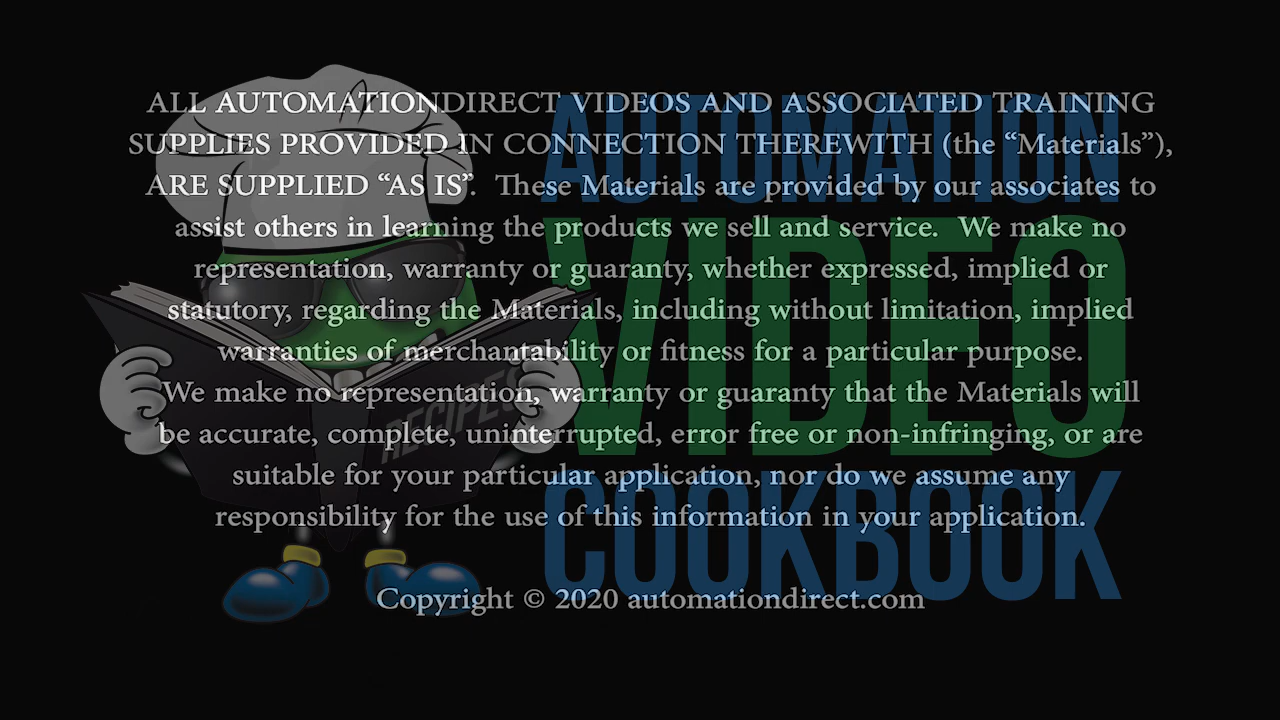 ALL AUTOMATIONDIRECT VIDEOS AND ASSOCIATED TRAINING
SUPPLIES PROVIDED IN CONNECTION THEREWITH (the “Materials”),
ARE SUPPLIED “AS IS”.  These Materials are provided by our associates to
assist others in learning the products we sell and service.  We make no
representation, warranty or guaranty, whether expressed, implied or
statutory, regarding the Materials, including without limitation, implied
warranties of merchantability or fitness for a particular purpose.
We make no representation, warranty or guaranty that the Materials will
be accurate, complete, uninterrupted, error free or non-infringing, or are
suitable for your particular application, nor do we assume any
responsibility for the use of this information in your application.
Copyright © 2020 automationdirect.com
AUTOMATION
VIDEO
COOKBOOK
RECIPES